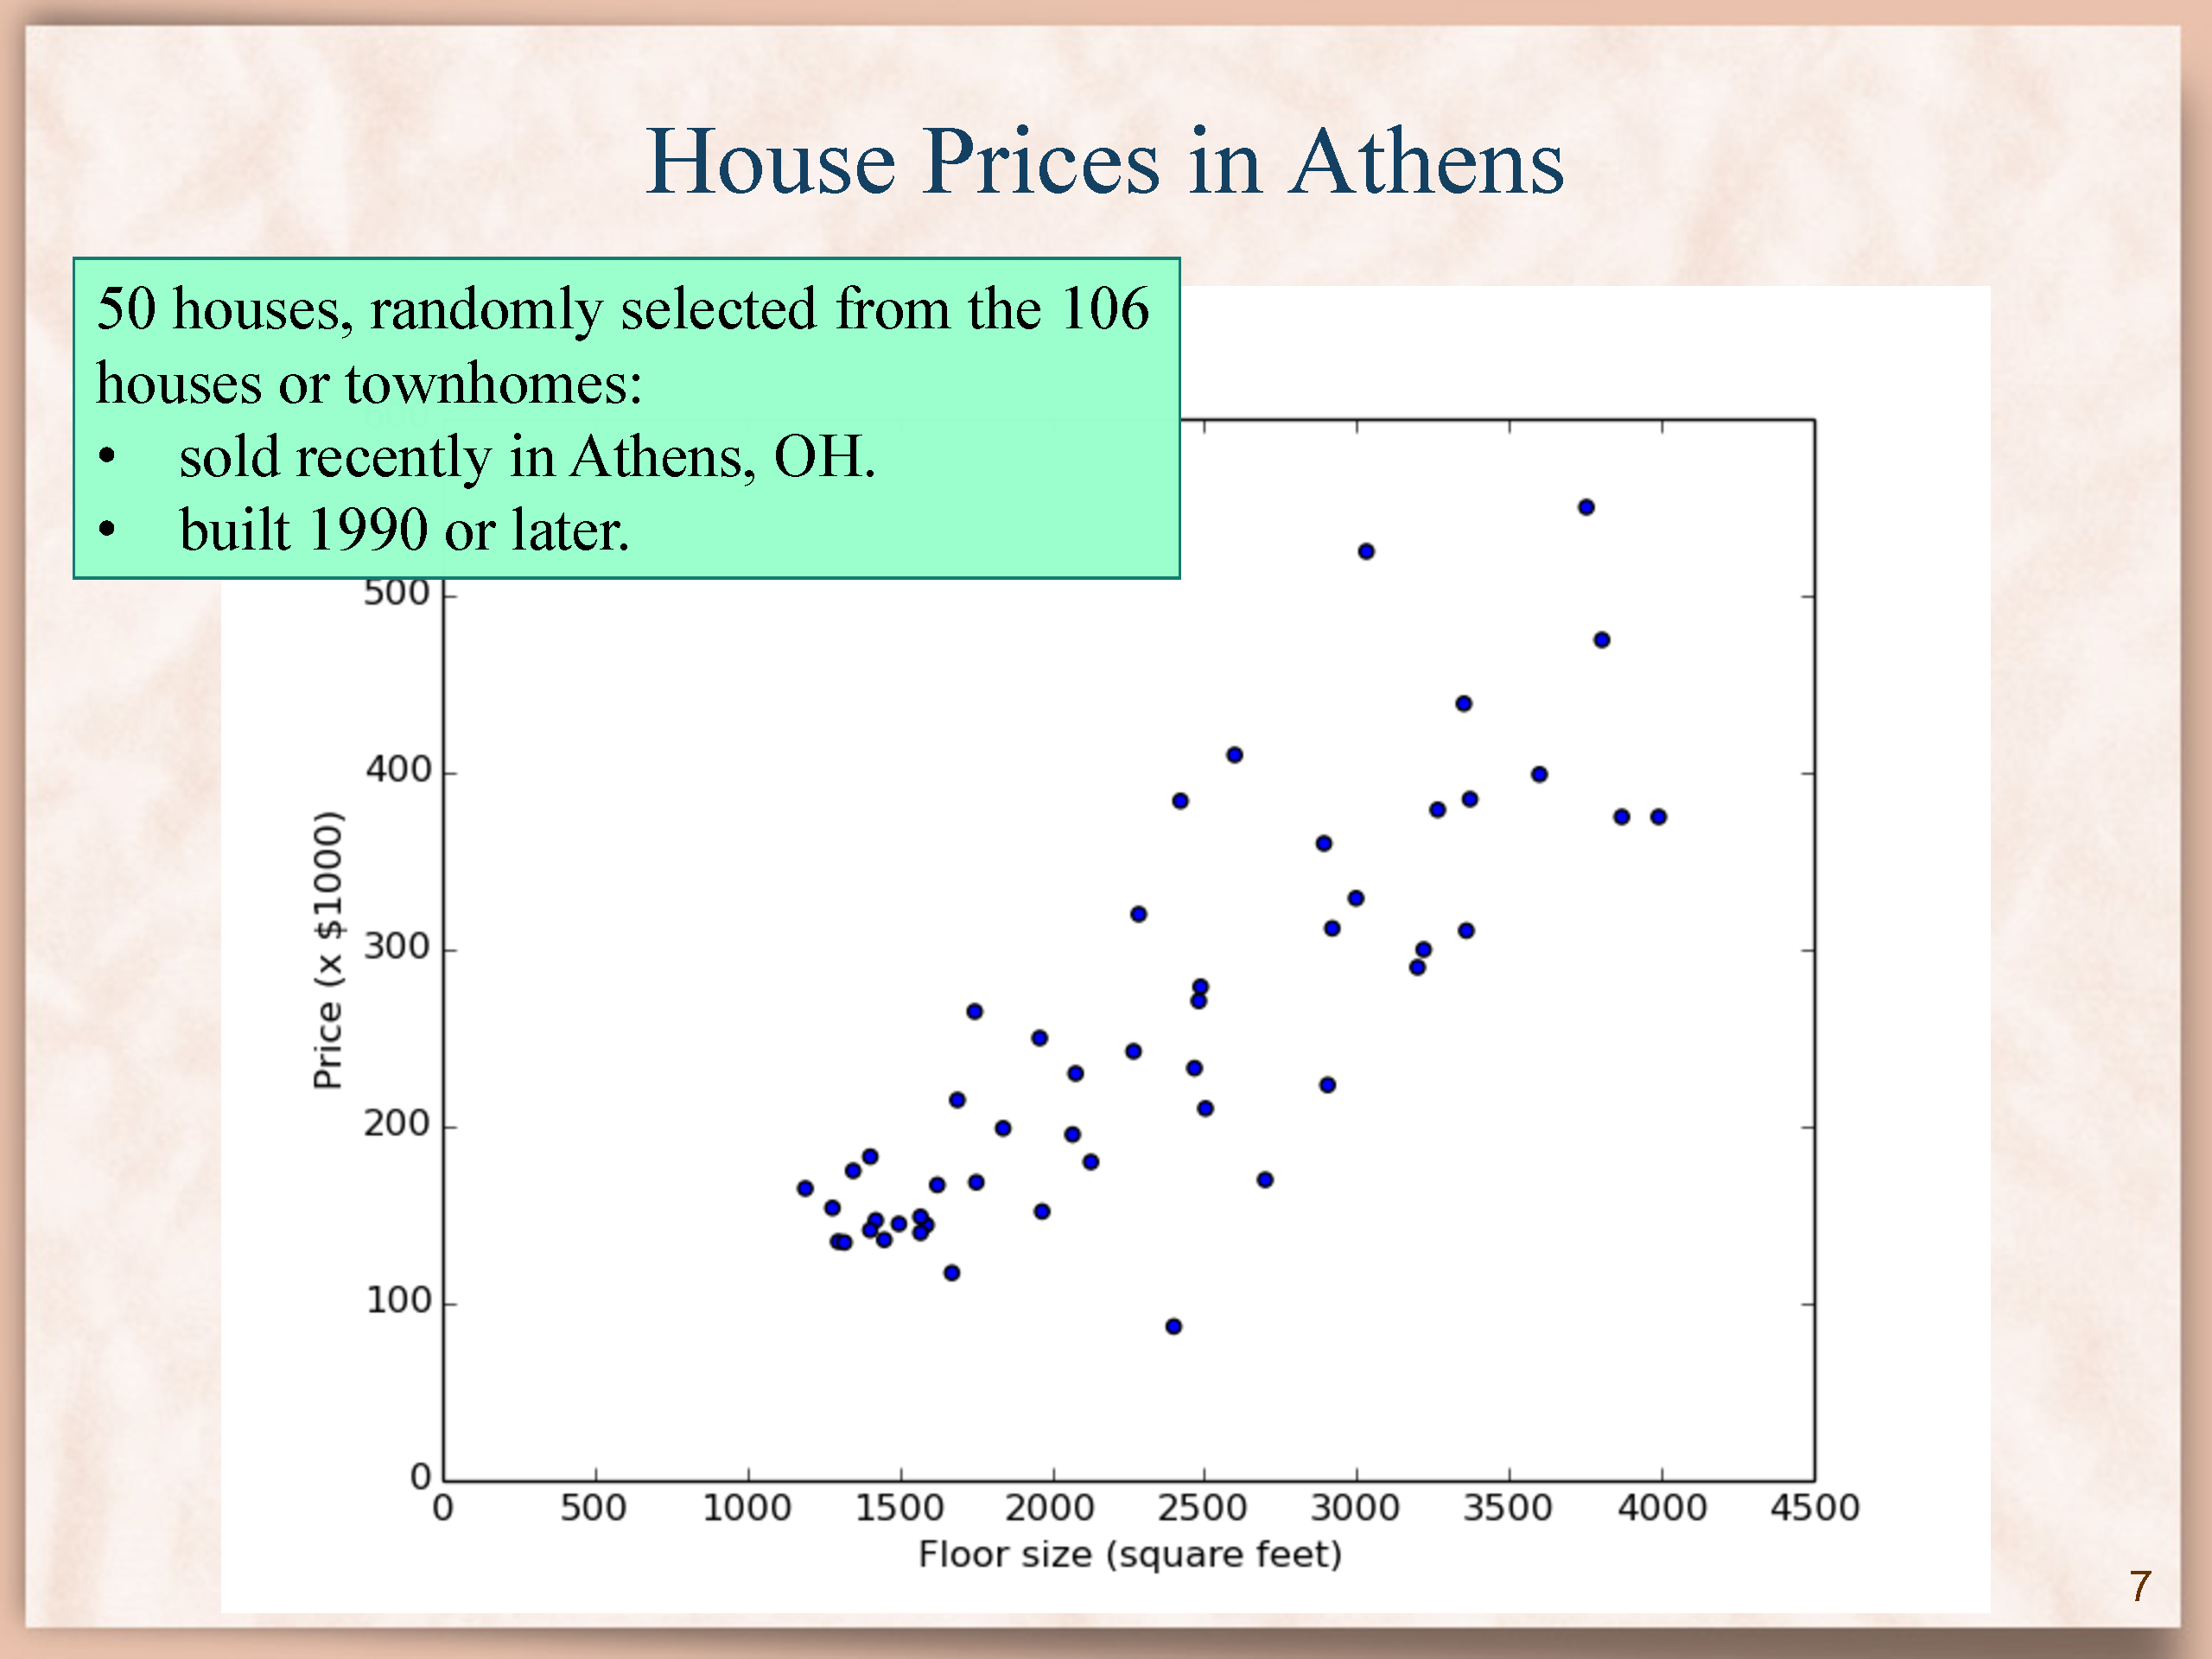 House Prices in Athens
50 houses, randomly selected from the 106
houses or townhomes:
• sold recently in Athens, OH.
• built 1990 or later.
500
400
300
200
100
0
Price (x $1000)
0 500 1000 1500 2000 2500 3000 3500 4000 4500
Floor size (square feet)
7